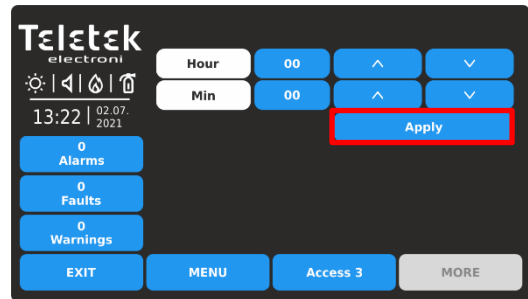 Teletek
electroni
13:22 | 02.07.
2021
Hour 00
Min 00
Apply
0
Alarms
0
Faults
0
Warnings
EXIT MENU Access 3 MORE